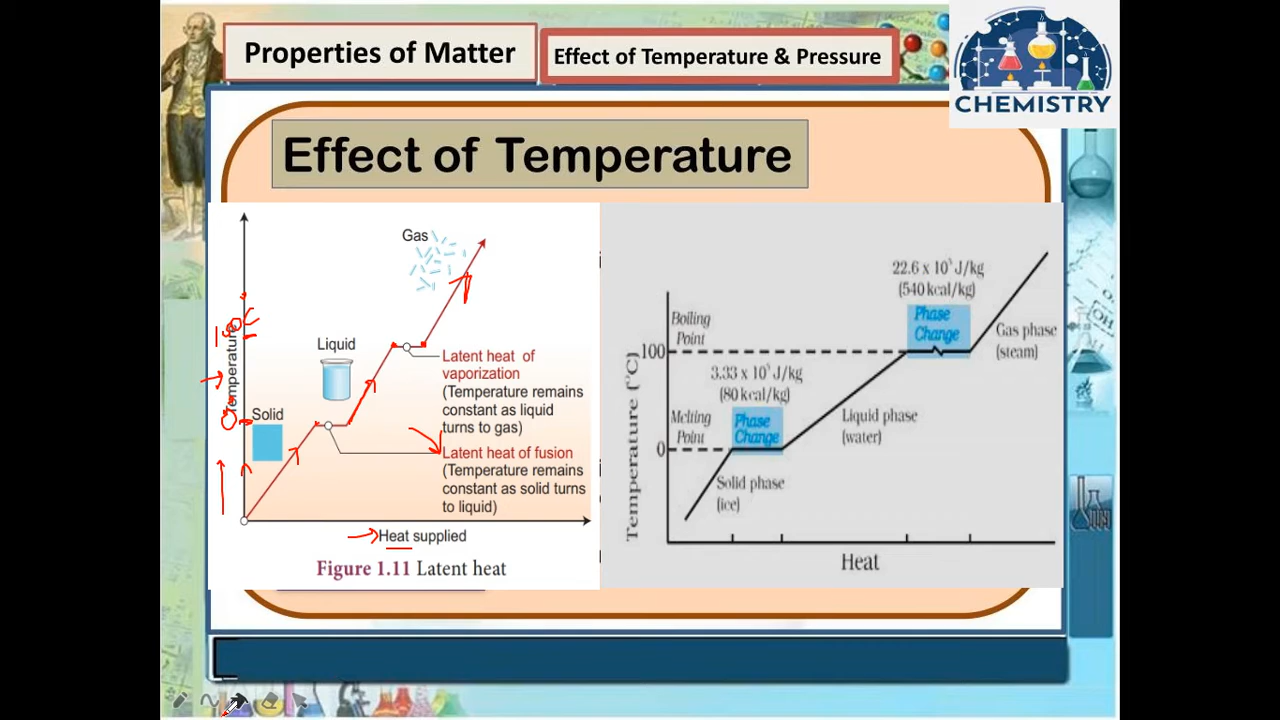 Properties of Matter
Effect of Temperature & Pressure
CHEMISTRY
Effect of Temperature
Gas
Liquid
Solid
Temperature
100°C
0°
Latent heat of
vaporization
(Temperature remains
constant as liquid
turns to gas)
Latent heat of fusion
(Temperature remains
constant as solid turns
to liquid)
Heat supplied
Figure 1.11 Latent heat
22.6 x 10⁵ J/kg
(540 kcal/kg)
Phase
Change
Boiling
Point
Gas phase
(steam)
100
3.33 x 10⁵ J/kg
(80 kcal/kg)
Phase
Change
Melting
Point
Liquid phase
(water)
0
Solid phase
(ice)
Temperature (°C)
Heat